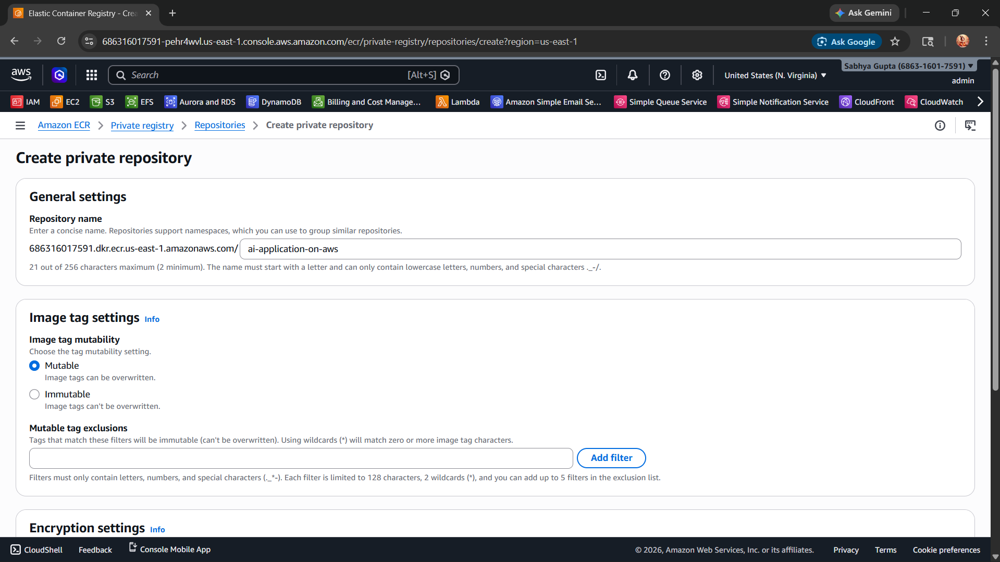 Elastic Container Registry - Crea
Ask Gemini
686316017591-pehr4wvl.us-east-1.console.aws.amazon.com/ecr/private-registry/repositories/create?region=us-east-1
Ask Google
aws
Search
[Alt+S]
United States (N. Virginia)
Sabhya Gupta (6863-1601-7591)
admin
IAM
EC2
S3
EFS
Aurora and RDS
DynamoDB
Billing and Cost Manage...
Lambda
Amazon Simple Email Se...
Simple Queue Service
Simple Notification Service
CloudFront
CloudWatch
Amazon ECR
Private registry
Repositories
Create private repository
Create private repository
General settings
Repository name
Enter a concise name. Repositories support namespaces, which you can use to group similar repositories.
686316017591.dkr.ecr.us-east-1.amazonaws.com/
ai-application-on-aws
21 out of 256 characters maximum (2 minimum). The name must start with a letter and can only contain lowercase letters, numbers, and special characters ._-/.
Image tag settings Info
Image tag mutability
Choose the tag mutability setting.
Mutable
Image tags can be overwritten.
Immutable
Image tags can't be overwritten.
Mutable tag exclusions
Tags that match these filters will be immutable (can't be overwritten). Using wildcards (*) will match zero or more image tag characters.
Add filter
Filters must only contain letters, numbers, and special characters (._*-). Each filter is limited to 128 characters, 2 wildcards (*), and you can add up to 5 filters in the exclusion list.
Encryption settings Info
CloudShell
Feedback
Console Mobile App
© 2026, Amazon Web Services, Inc. or its affiliates.
Privacy
Terms
Cookie preferences